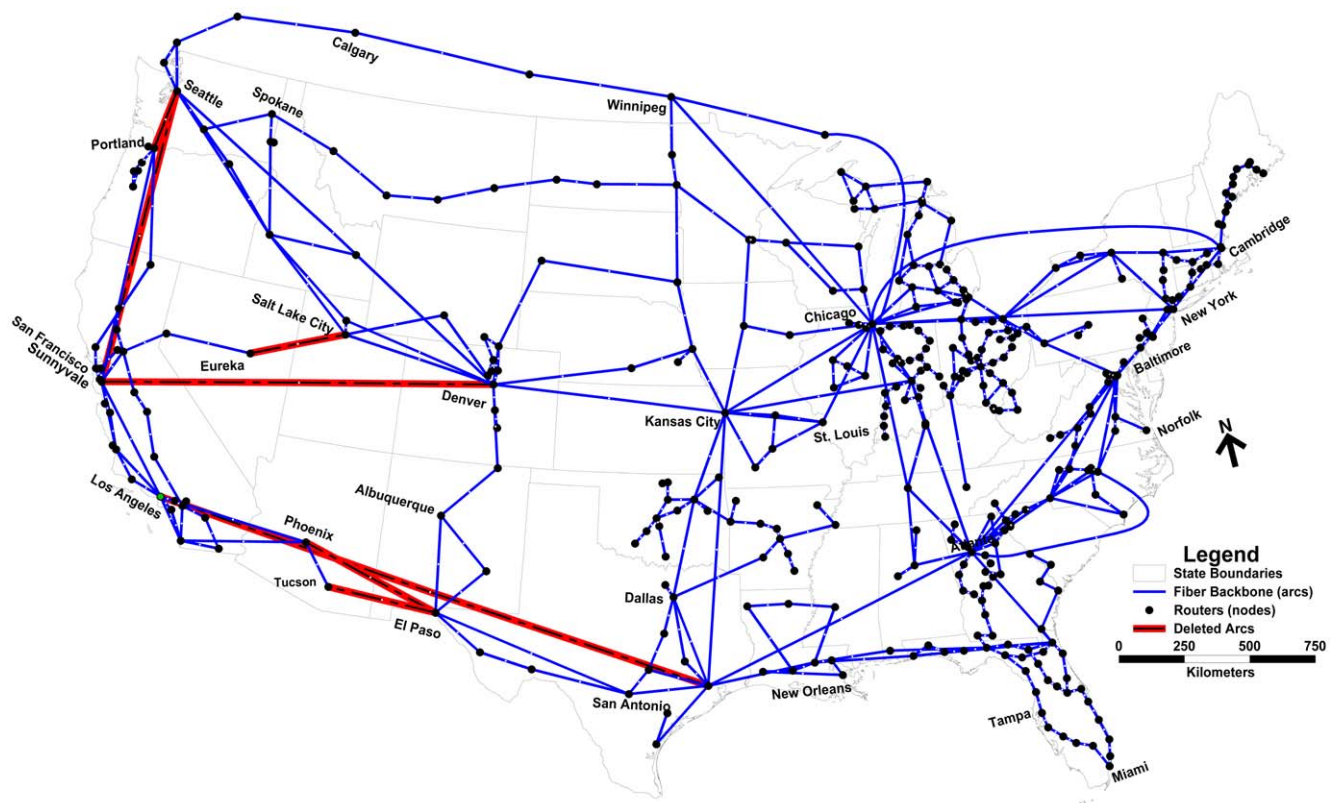 Calgary
Seattle
Spokane
Winnipeg
Portland
Cambridge
Salt Lake City
Chicago
New York
San Francisco
Sunnyvale
Eureka
Baltimore
Denver
Kansas City
St. Louis
Norfolk
N
Los Angeles
Albuquerque
Phoenix
Atlanta
Tucson
Dallas
El Paso
Legend
State Boundaries
Fiber Backbone (arcs)
Routers (nodes)
Deleted Arcs
0 250 500 750
Kilometers
New Orleans
San Antonio
Tampa
Miami